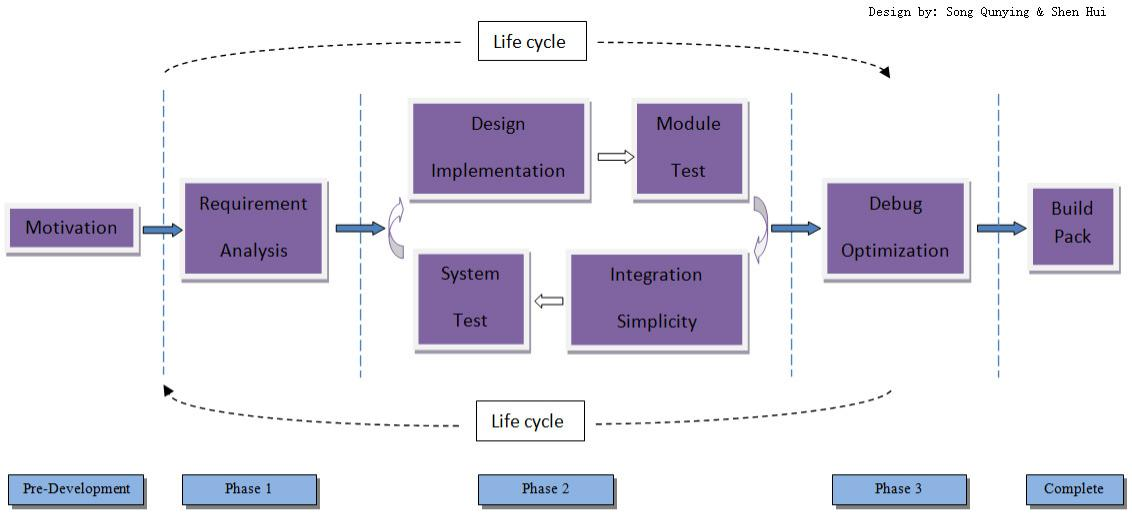 Design by: Song Qunying & Shen Hui
Life cycle
Design
Implementation
Module
Test
Motivation
Requirement
Analysis
Debug
Optimization
Build
Pack
System
Test
Integration
Simplicity
Life cycle
Pre-Development
Phase 1
Phase 2
Phase 3
Complete